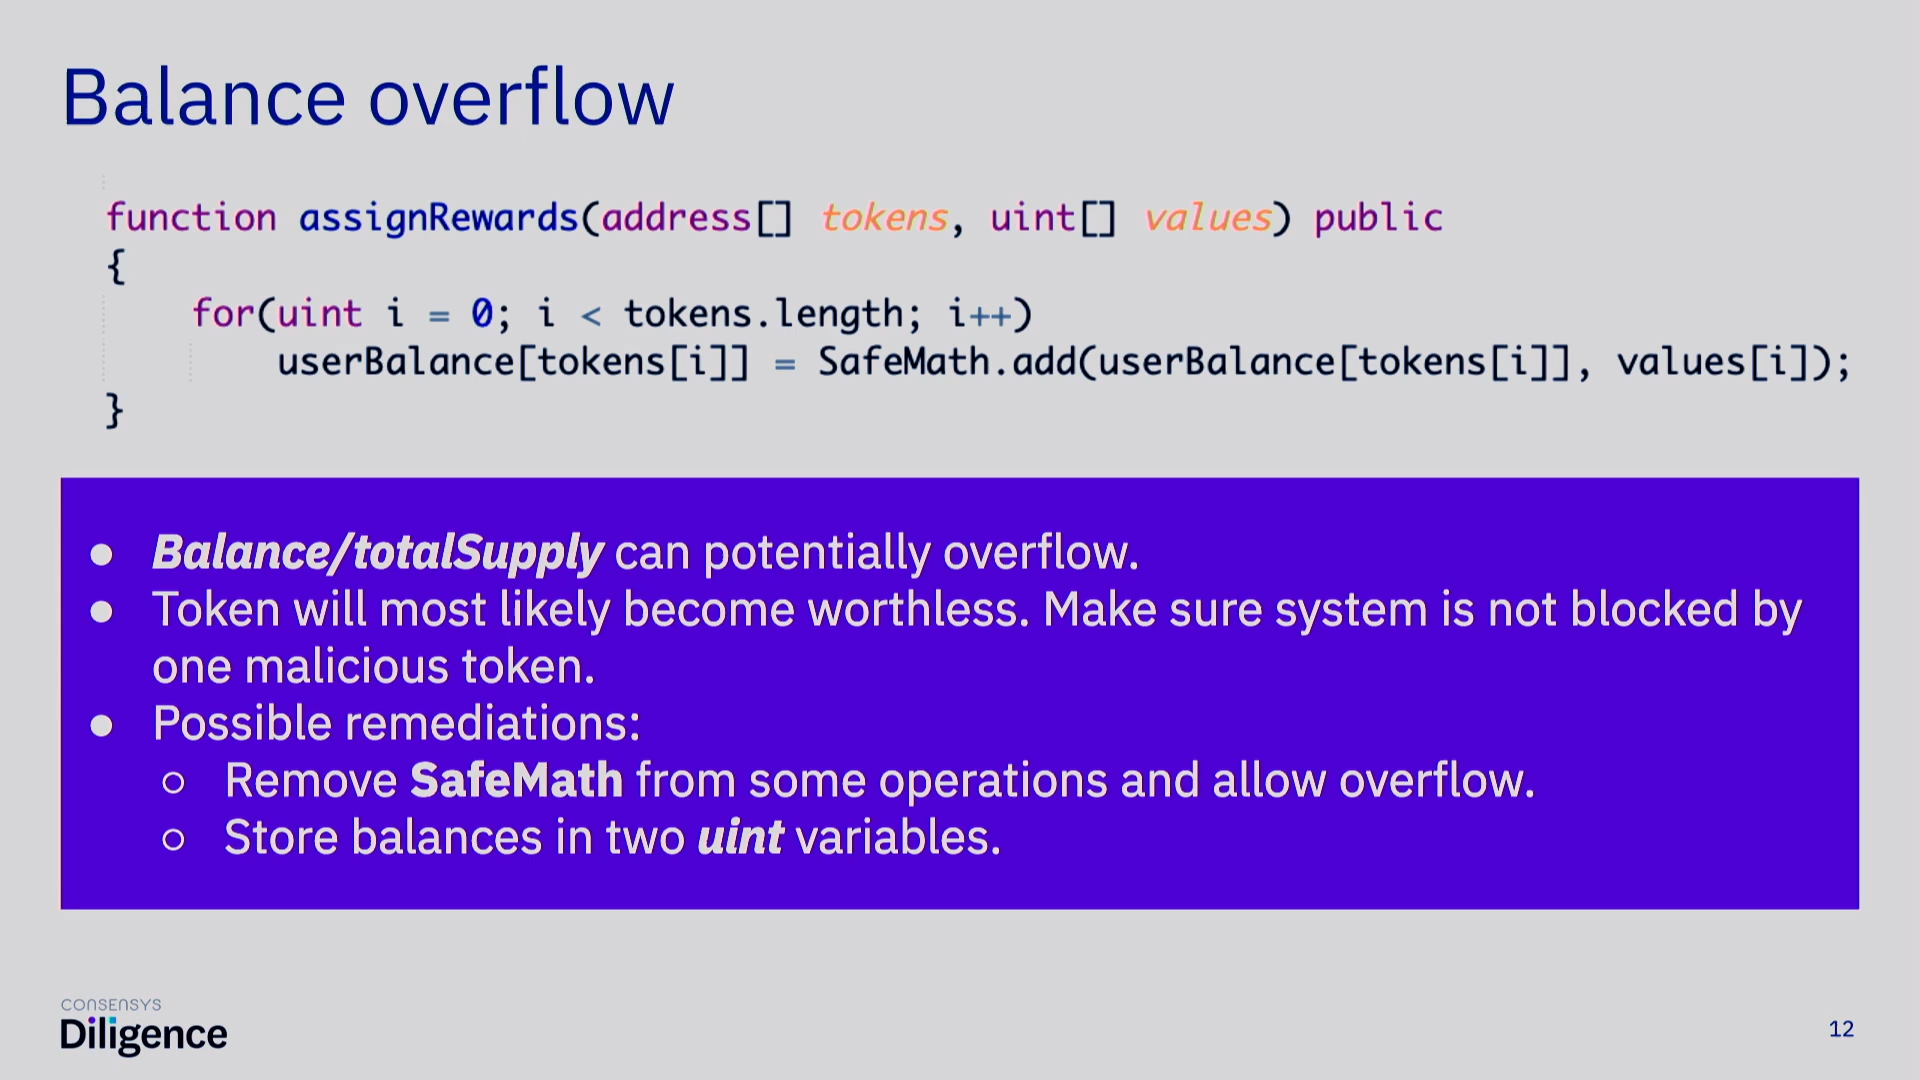 Balance overflow
function assignRewards(address[] tokens, uint[] values) public
{
    for(uint i = 0; i < tokens.length; i++)
        userBalance[tokens[i]] = SafeMath.add(userBalance[tokens[i]], values[i]);
}
● Balance/totalSupply can potentially overflow.
● Token will most likely become worthless. Make sure system is not blocked by
one malicious token.
● Possible remediations:
○ Remove SafeMath from some operations and allow overflow.
○ Store balances in two uint variables.
CONSENSYS
Diligence
12